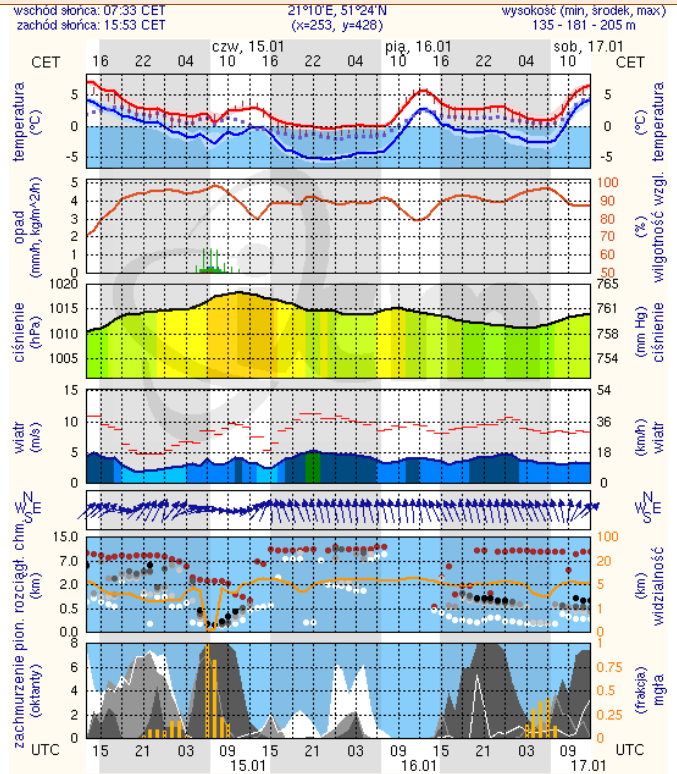 wschód słońca: 07:33 CET
21°10'E, 51°24'N
wysokość (min, środek, max)
zachód słońca: 15:53 CET
(x=253, y=428)
135 - 181 - 205 m
czw, 15.01
pią, 16.01
sob, 17.01
CET
16 22 04 10 16 22 04 10 16 22 04 10
CET
temperatura
(°C)
5
0
-5
5
0
-5
(°C)
temperatura
opad
(mm/h, kg/m^2/h)
5
4
3
2
1
0
100
90
80
70
60
50
(%)
wilgotność wzgl.
ciśnienie
(hPa)
1020
1015
1010
1005
765
761
758
754
(mm Hg)
ciśnienie
wiatr
(m/s)
15
10
5
0
54
36
18
0
(km/h)
wiatr
N
W E
S
N
W E
S
pion. rozciągł. chm.
(km)
15.0
7.0
2.0
0.5
0.0
100
20
5
1
0
(km)
widzialność
zachmurzenie
(oktanty)
8
6
4
2
0
1
0.75
0.5
0.25
0
(frakcja)
mgła
UTC
15 21 03 09 15 21 03 09 15 21 03 09
UTC
15.01
16.01
17.01